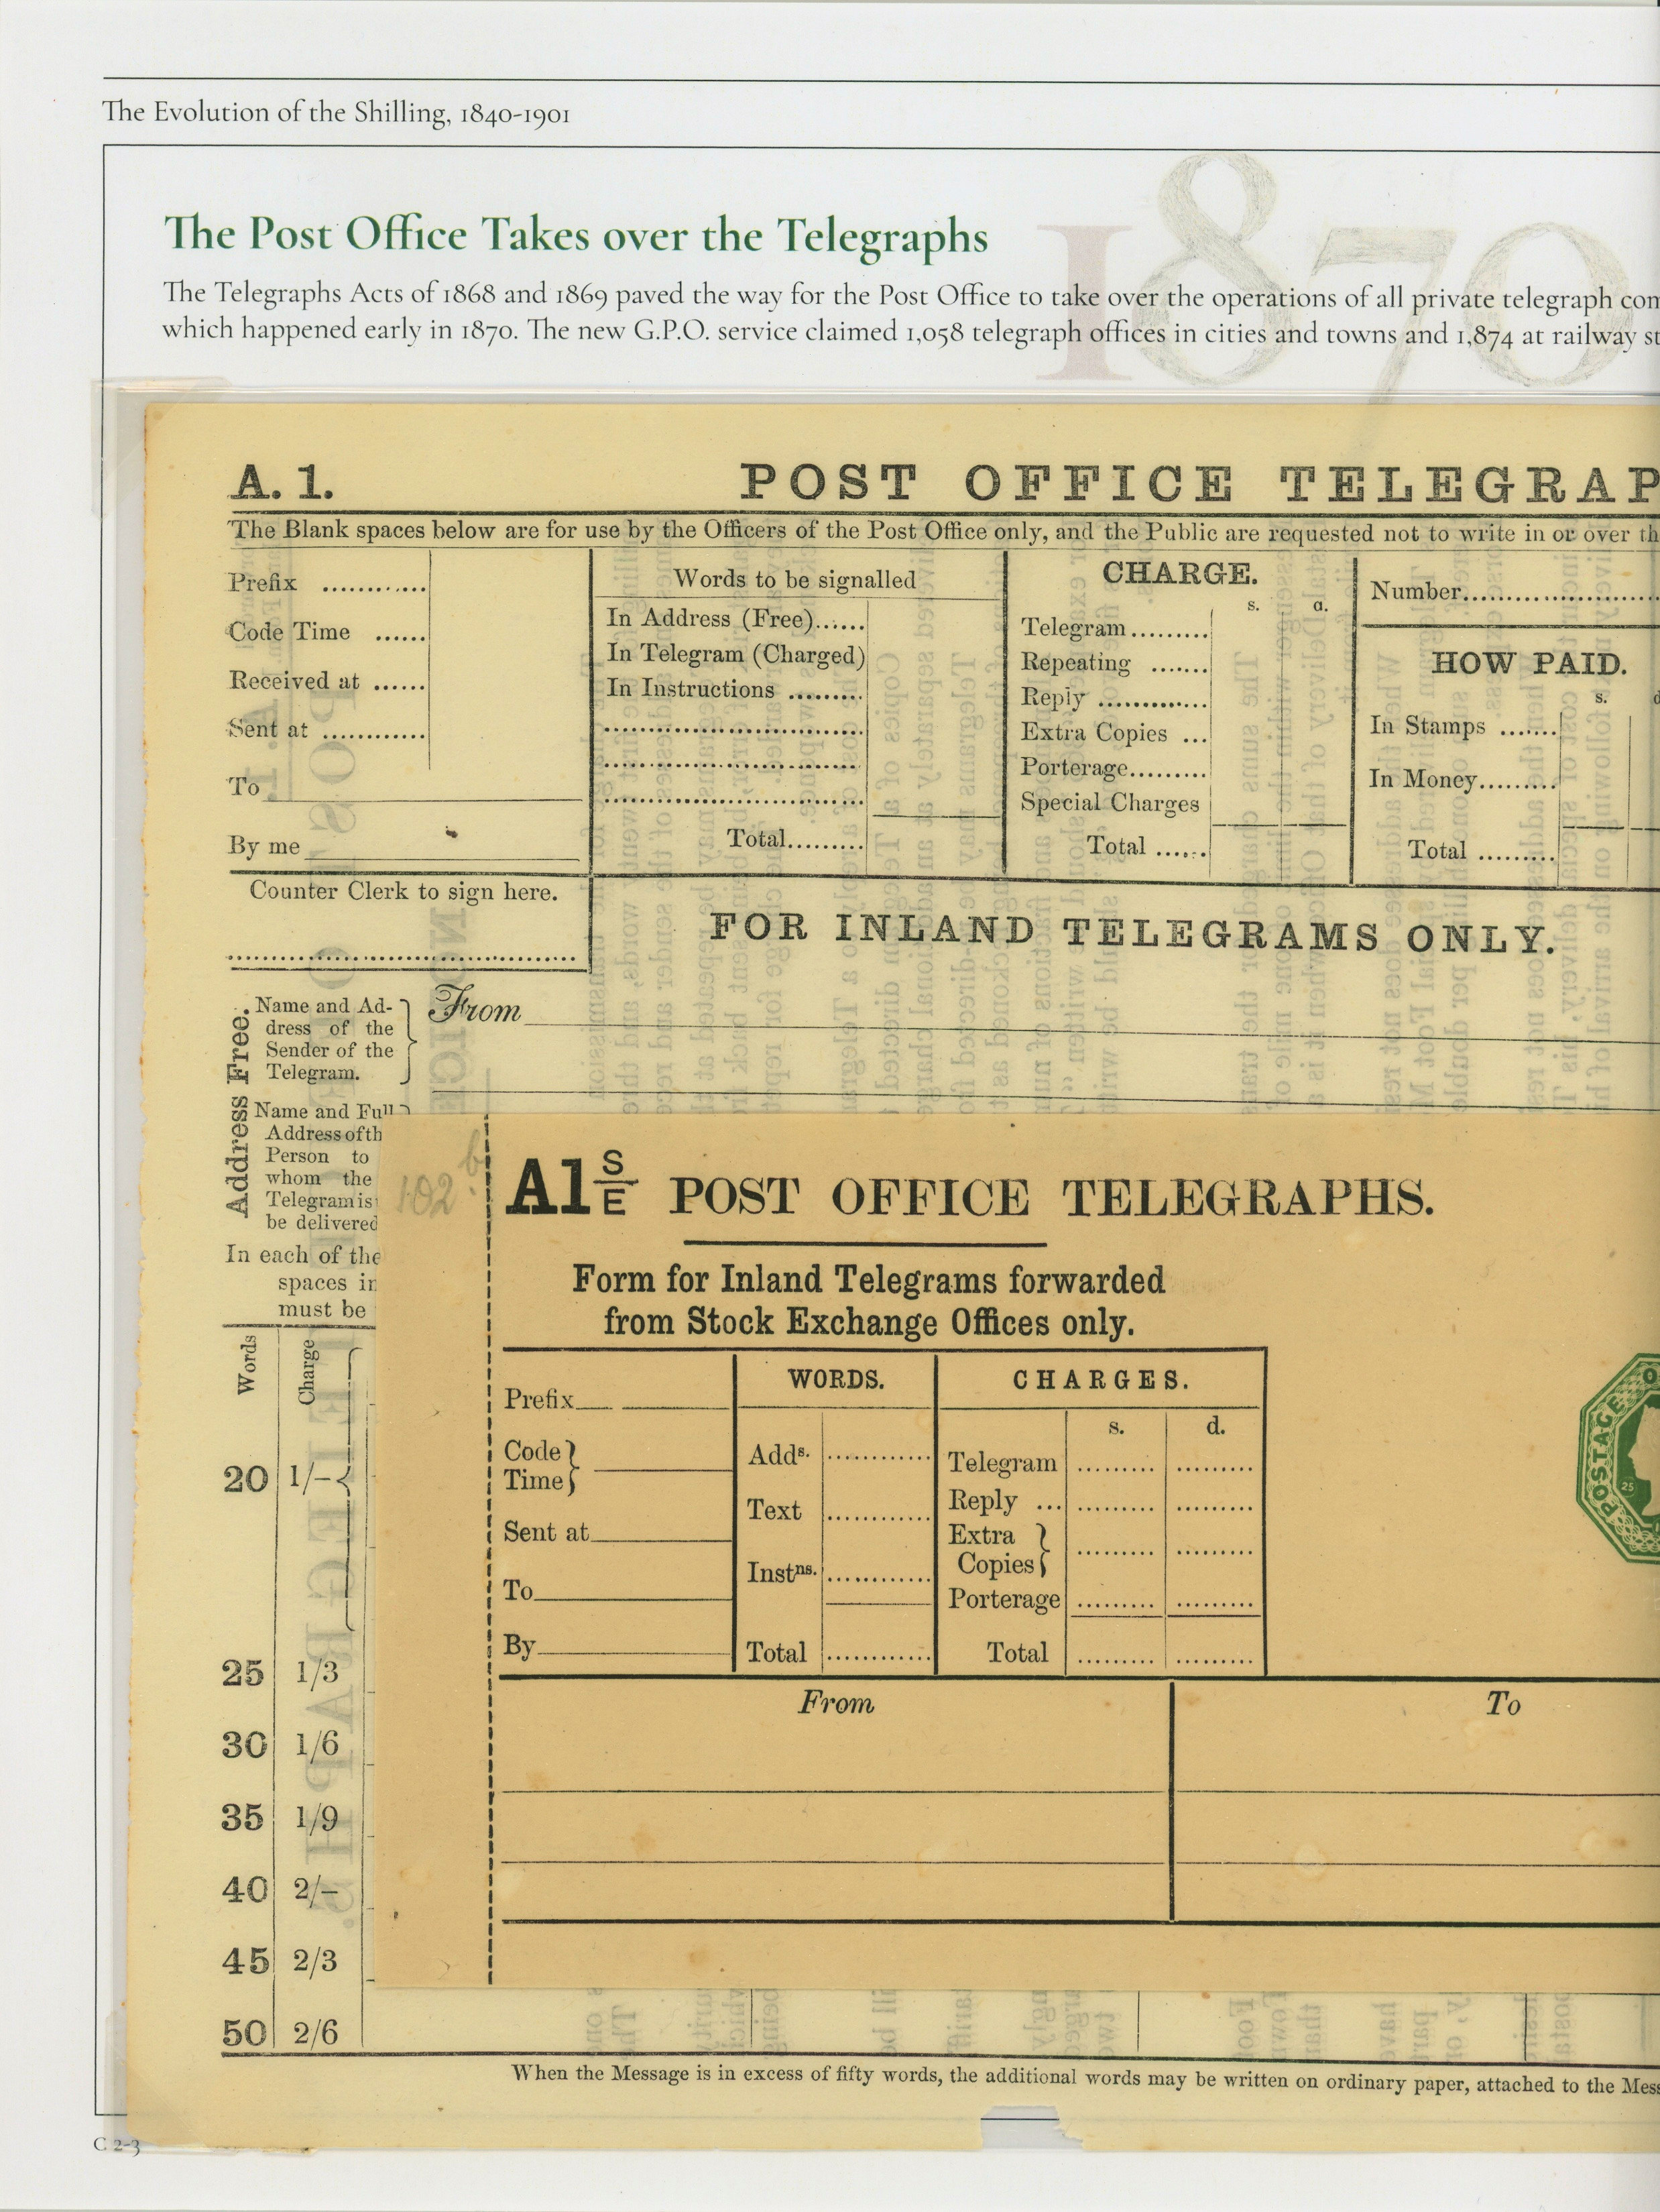 The Evolution of the Shilling, 1840-1901
1870
The Post Office Takes over the Telegraphs
The Telegraphs Acts of 1868 and 1869 paved the way for the Post Office to take over the operations of all private telegraph con
which happened early in 1870. The new G.P.O. service claimed 1,058 telegraph offices in cities and towns and 1,874 at railway st
A. 1.
POST OFFICE TELEGRAP
The Blank spaces below are for use by the Officers of the Post Office only, and the Public are requested not to write in or over th
Prefix ............
Code Time ......
Received at ......
Sent at ............
To
By me
Counter Clerk to sign here.
Words to be signalled
In Address (Free)......
In Telegram (Charged)
In Instructions .........
Total.........
CHARGE.
s. d.
Telegram.........
Repeating .......
Reply .............
Extra Copies ...
Porterage.........
Special Charges
Total ......
Number
HOW PAID.
s. d
In Stamps .......
In Money.........
Total .........
FOR INLAND TELEGRAMS ONLY.
Address Free.
Name and Ad-
dress of the
Sender of the
Telegram.
From
Name and Full
Address of th
Person to
whom the
Telegram is
be delivered
In each of the
spaces in
must be
Words
Charge
20 1/-
25 1/3
30 1/6
35 1/9
40 2/-
45 2/3
50 2/6
102 b
A1 S/E POST OFFICE TELEGRAPHS.
Form for Inland Telegrams forwarded
from Stock Exchange Offices only.
Prefix
Code
Time
Sent at
To
By
WORDS.
Adds.
Text
Instns.
Total
CHARGES.
s. d.
Telegram
Reply ...
Extra
Copies
Porterage
Total
POSTAGE
O
25
From
To
When the Message is in excess of fifty words, the additional words may be written on ordinary paper, attached to the Mess
C 2-3